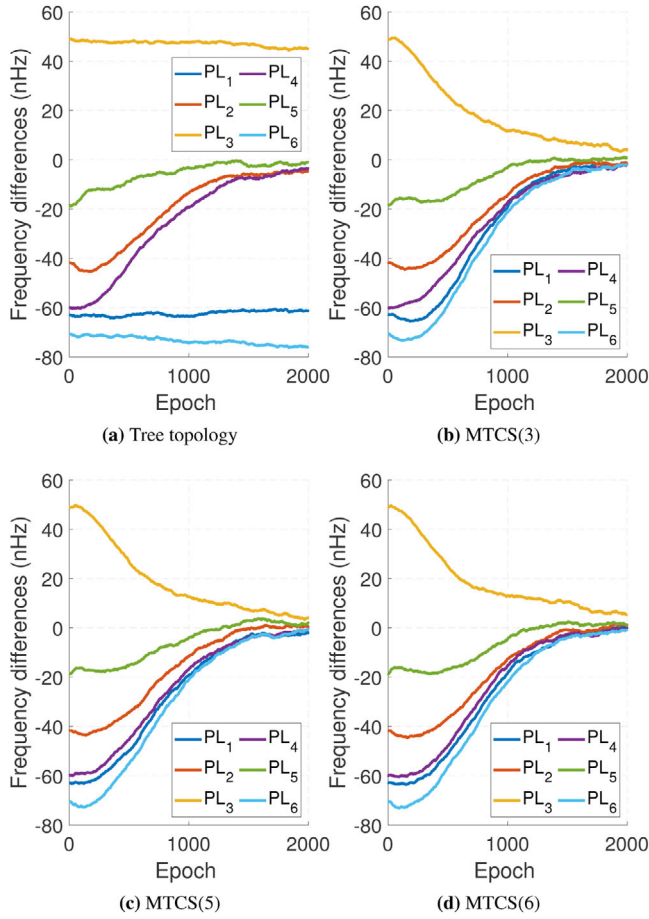 60
40
20
0
-20
-40
-60
-80
Frequency differences (nHz)
PL1 PL4
PL2 PL5
PL3 PL6
0 1000 2000
Epoch
(a) Tree topology
60
40
20
0
-20
-40
-60
-80
Frequency differences (nHz)
PL1 PL4
PL2 PL5
PL3 PL6
0 1000 2000
Epoch
(b) MTCS(3)
60
40
20
0
-20
-40
-60
-80
Frequency differences (nHz)
PL1 PL4
PL2 PL5
PL3 PL6
0 1000 2000
Epoch
(c) MTCS(5)
60
40
20
0
-20
-40
-60
-80
Frequency differences (nHz)
PL1 PL4
PL2 PL5
PL3 PL6
0 1000 2000
Epoch
(d) MTCS(6)